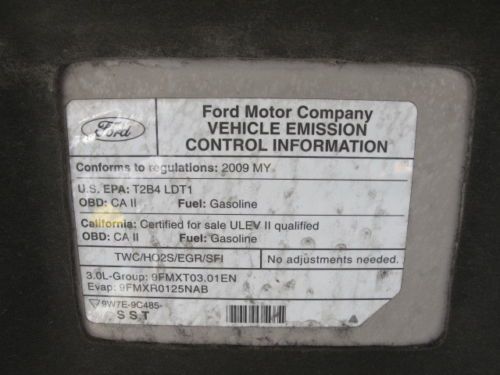 Ford
Ford Motor Company
VEHICLE EMISSION
CONTROL INFORMATION
Conforms to regulations: 2009 MY
U.S. EPA: T2B4 LDT1
OBD: CA II Fuel: Gasoline
California: Certified for sale ULEV II qualified
OBD: CA II Fuel: Gasoline
TWC/HO2S/EGR/SFI No adjustments needed.
3.0L-Group: 9FMXT03.01EN
Evap: 9FMXR0125NAB
9W7E-9C485-
S S T